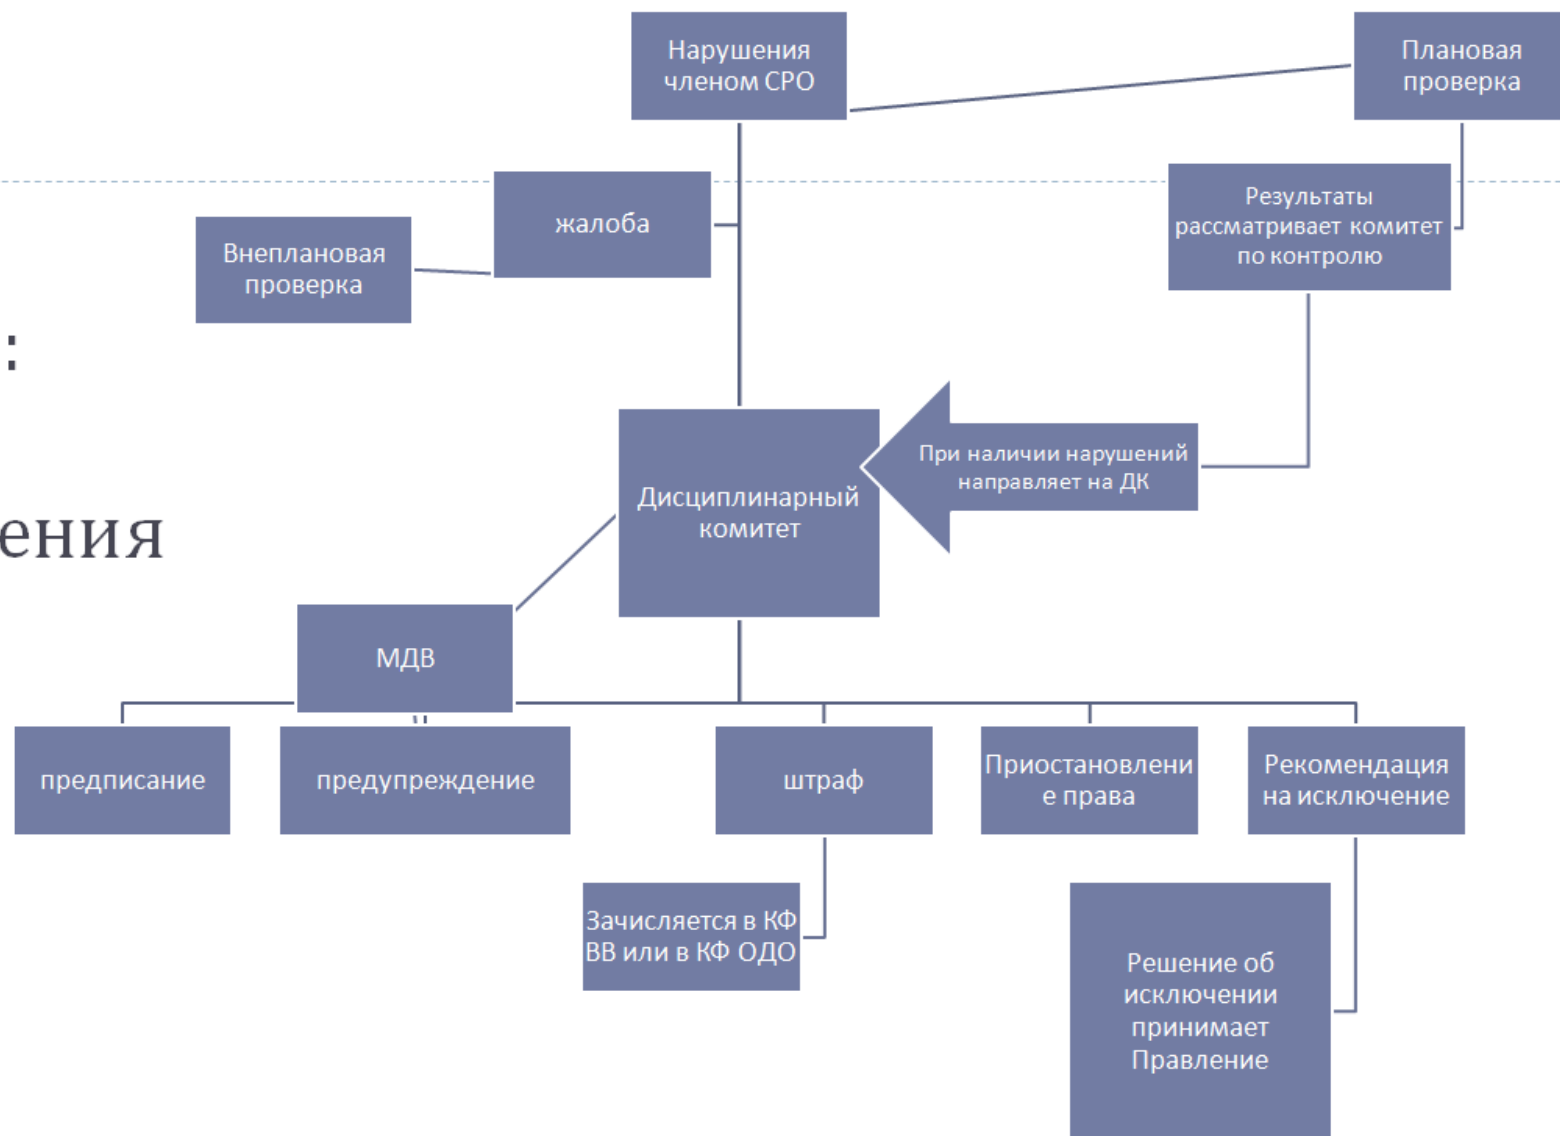 Нарушения
членом СРО
Плановая
проверка
жалоба
Внеплановая
проверка
Результаты
рассматривает комитет
по контролю
:
При наличии нарушений
направляет на ДК
Дисциплинарный
комитет
ения
МДВ
предписание
предупреждение
штраф
Приостановлени
е права
Рекомендация
на исключение
Зачисляется в КФ
ВВ или в КФ ОДО
Решение об
исключении
принимает
Правление